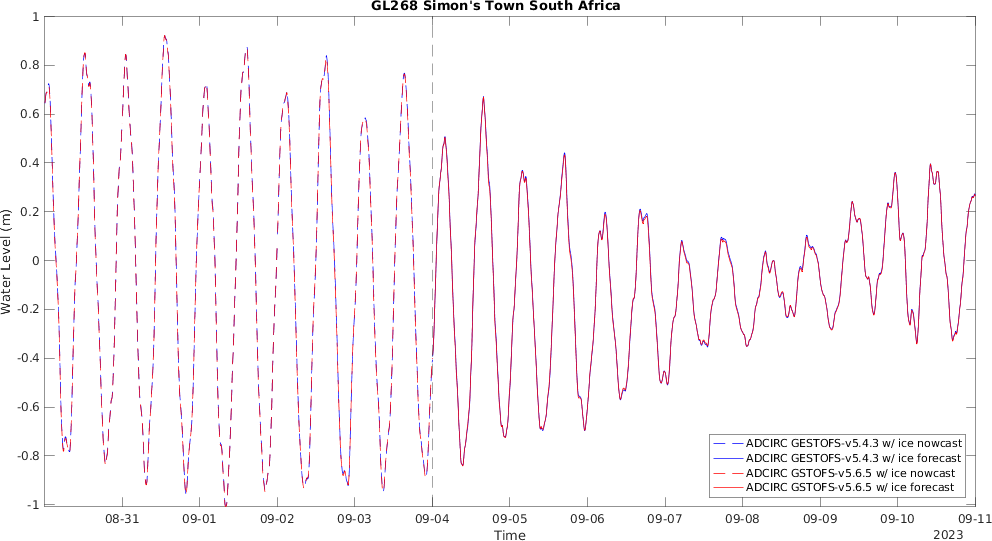 GL268 Simon's Town South Africa
1
0.8
0.6
0.4
0.2
0
-0.2
-0.4
-0.6
-0.8
-1
Water Level (m)
ADCIRC GESTOFS-v5.4.3 w/ ice nowcast
ADCIRC GESTOFS-v5.4.3 w/ ice forecast
ADCIRC GSTOFS-v5.6.5 w/ ice nowcast
ADCIRC GSTOFS-v5.6.5 w/ ice forecast
08-31 09-01 09-02 09-03 09-04 09-05 09-06 09-07 09-08 09-09 09-10 09-11
Time
2023